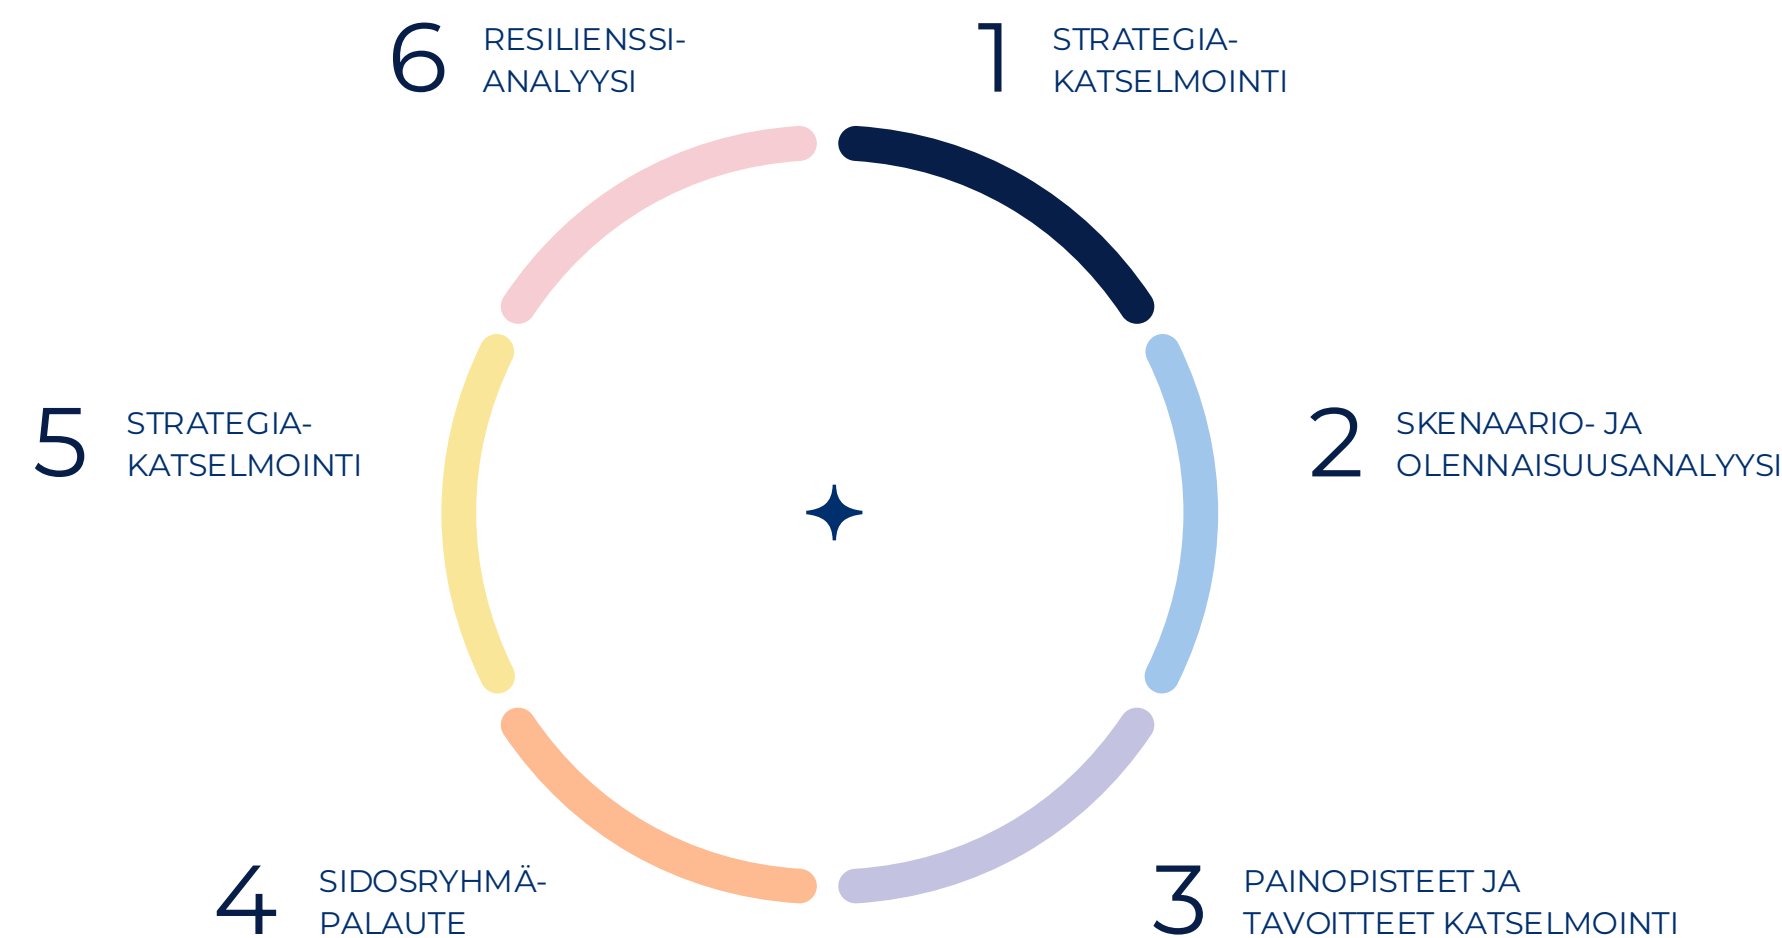 6 RESILIENSSI-
ANALYYSI
1 STRATEGIA-
KATSELMOINTI
5 STRATEGIA-
KATSELMOINTI
2 SKENAARIO- JA
OLENNAISUUSANALYYSI
4 SIDOSRYHMÄ-
PALAUTE
3 PAINOPISTEET JA
TAVOITTEET KATSELMOINTI